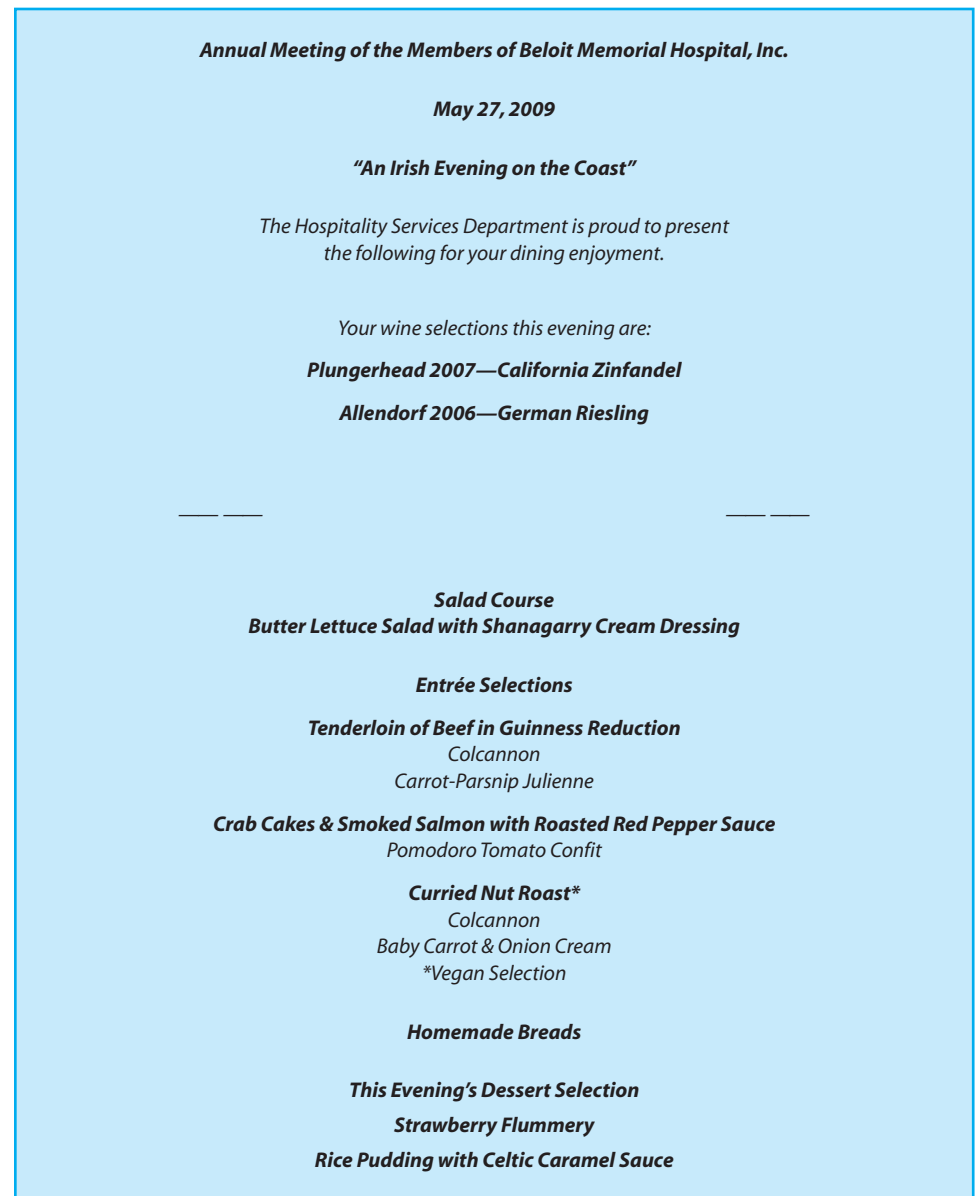 Annual Meeting of the Members of Beloit Memorial Hospital, Inc.
May 27, 2009
“An Irish Evening on the Coast”
The Hospitality Services Department is proud to present
the following for your dining enjoyment.
Your wine selections this evening are:
Plungerhead 2007—California Zinfandel
Allendorf 2006—German Riesling
Salad Course
Butter Lettuce Salad with Shanagarry Cream Dressing
Entrée Selections
Tenderloin of Beef in Guinness Reduction
Colcannon
Carrot-Parsnip Julienne
Crab Cakes & Smoked Salmon with Roasted Red Pepper Sauce
Pomodoro Tomato Confit
Curried Nut Roast*
Colcannon
Baby Carrot & Onion Cream
*Vegan Selection
Homemade Breads
This Evening’s Dessert Selection
Strawberry Flummery
Rice Pudding with Celtic Caramel Sauce